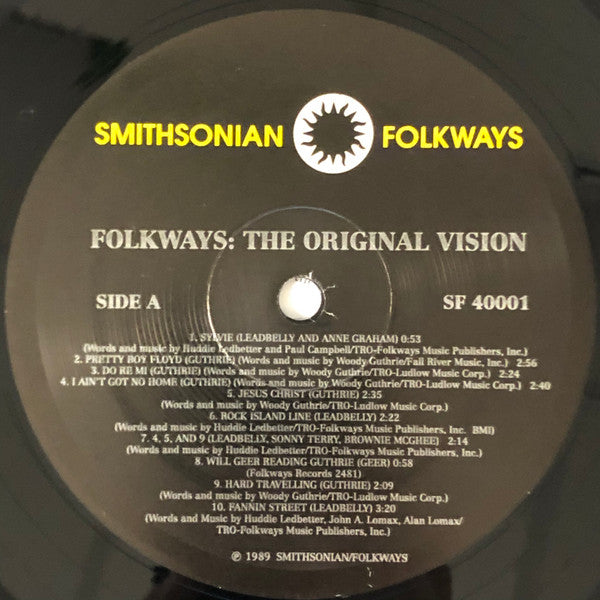 SMITHSONIAN FOLKWAYS
FOLKWAYS: THE ORIGINAL VISION
SIDE A SF 40001
1. SYLVIE (LEADBELLY AND ANNE GRAHAM) 0:53
(Words and music by Huddie Ledbetter and Paul Campbell/TRO-Folkways Music Publishers, Inc.)
2. PRETTY BOY FLOYD (GUTHRIE) (Words and music by Woody Guthrie/Fall River Music, Inc.) 2:56
3. DO RE MI (GUTHRIE) (Words and music by Woody Guthrie/TRO-Ludlow Music Corp.) 2:24
4. I AIN'T GOT NO HOME (GUTHRIE) (Words and music by Woody Guthrie/TRO-Ludlow Music Corp.) 2:40
5. JESUS CHRIST (GUTHRIE) 2:35
(Words and music by Woody Guthrie/TRO-Ludlow Music Corp.)
6. ROCK ISLAND LINE (LEADBELLY) 2:22
(Words and music by Huddie Ledbetter/TRO-Folkways Music Publishers, Inc. BMI)
7. 4, 5, AND 9 (LEADBELLY, SONNY TERRY, BROWNIE MCGHEE) 2:14
(Words and music by Huddie Ledbetter/TRO-Folkways Music Publishers, Inc.)
8. WILL GEER READING GUTHRIE (GEER) 0:58
(Folkways Records 2481)
9. HARD TRAVELLING (GUTHRIE) 2:09
(Words and music by Woody Guthrie/TRO-Ludlow Music Corp.)
10. FANNIN STREET (LEADBELLY) 3:20
(Words and Music by Huddie Ledbetter, John A. Lomax, Alan Lomax/
TRO-Folkways Music Publishers, Inc.)
℗ 1989 SMITHSONIAN/FOLKWAYS